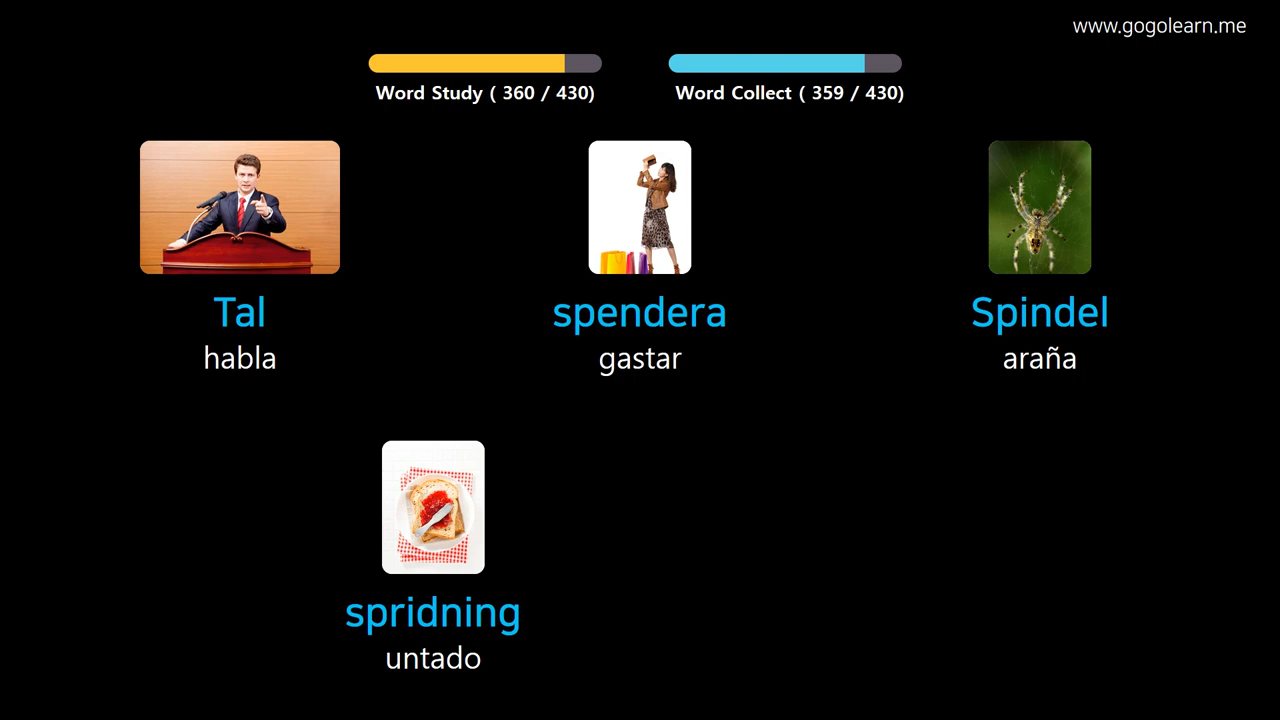 www.gogolearn.me
Word Study ( 360 / 430)
Word Collect ( 359 / 430)
Tal
habla
spendera
gastar
Spindel
araña
spridning
untado